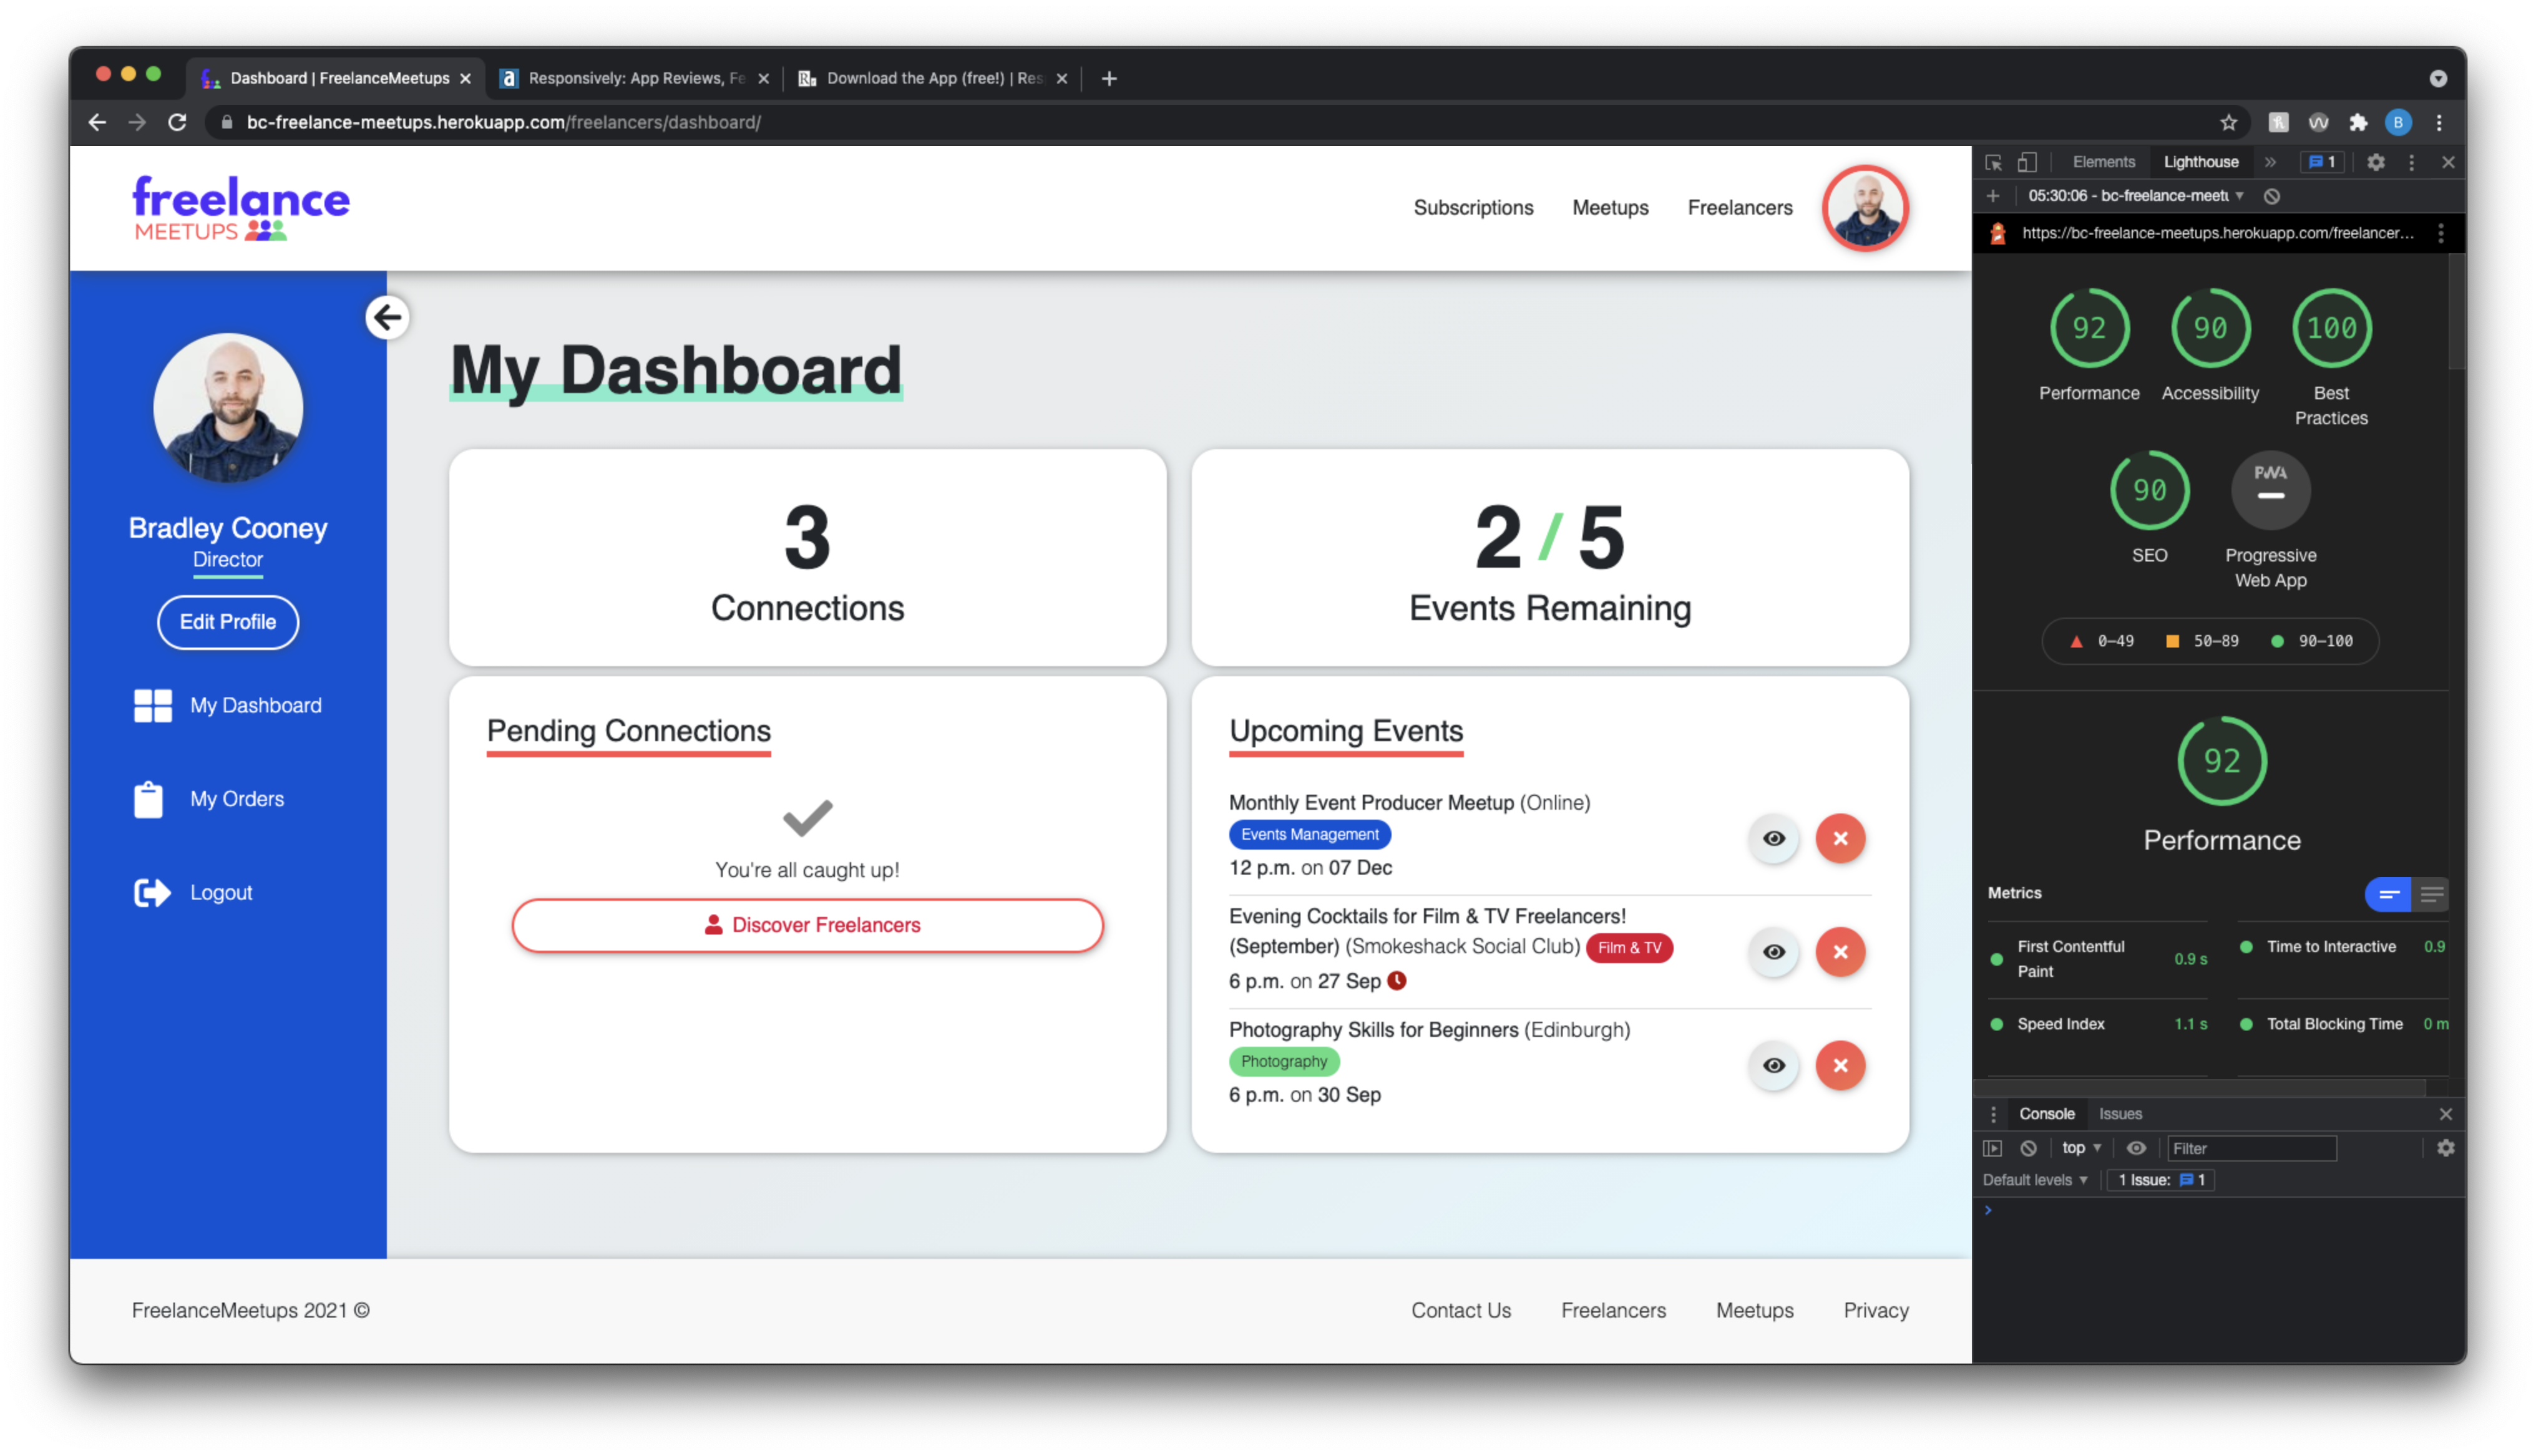 Dashboard | FreelanceMeetups
Responsively: App Reviews, Fe
Download the App (free!) | Res
bc-freelance-meetups.herokuapp.com/freelancers/dashboard/
B
freelance
MEETUPS
Subscriptions
Meetups
Freelancers
Bradley Cooney
Director
Edit Profile
My Dashboard
My Orders
Logout
My Dashboard
3
Connections
2 / 5
Events Remaining
Pending Connections
You're all caught up!
Discover Freelancers
Upcoming Events
Monthly Event Producer Meetup (Online)
Events Management
12 p.m. on 07 Dec
Evening Cocktails for Film & TV Freelancers!
(September) (Smokeshack Social Club) Film & TV
6 p.m. on 27 Sep
Photography Skills for Beginners (Edinburgh)
Photography
6 p.m. on 30 Sep
FreelanceMeetups 2021 ©
Contact Us
Freelancers
Meetups
Privacy
Elements
Lighthouse
1
05:30:06 - bc-freelance-meetu
https://bc-freelance-meetups.herokuapp.com/freelancer...
92
Performance
90
Accessibility
100
Best
Practices
90
SEO
PWA
Progressive
Web App
0–49
50–89
90–100
92
Performance
Metrics
First Contentful
Paint
0.9 s
Time to Interactive
0.9
Speed Index
1.1 s
Total Blocking Time
0 m
Console
Issues
top
Filter
Default levels
1 Issue: 1